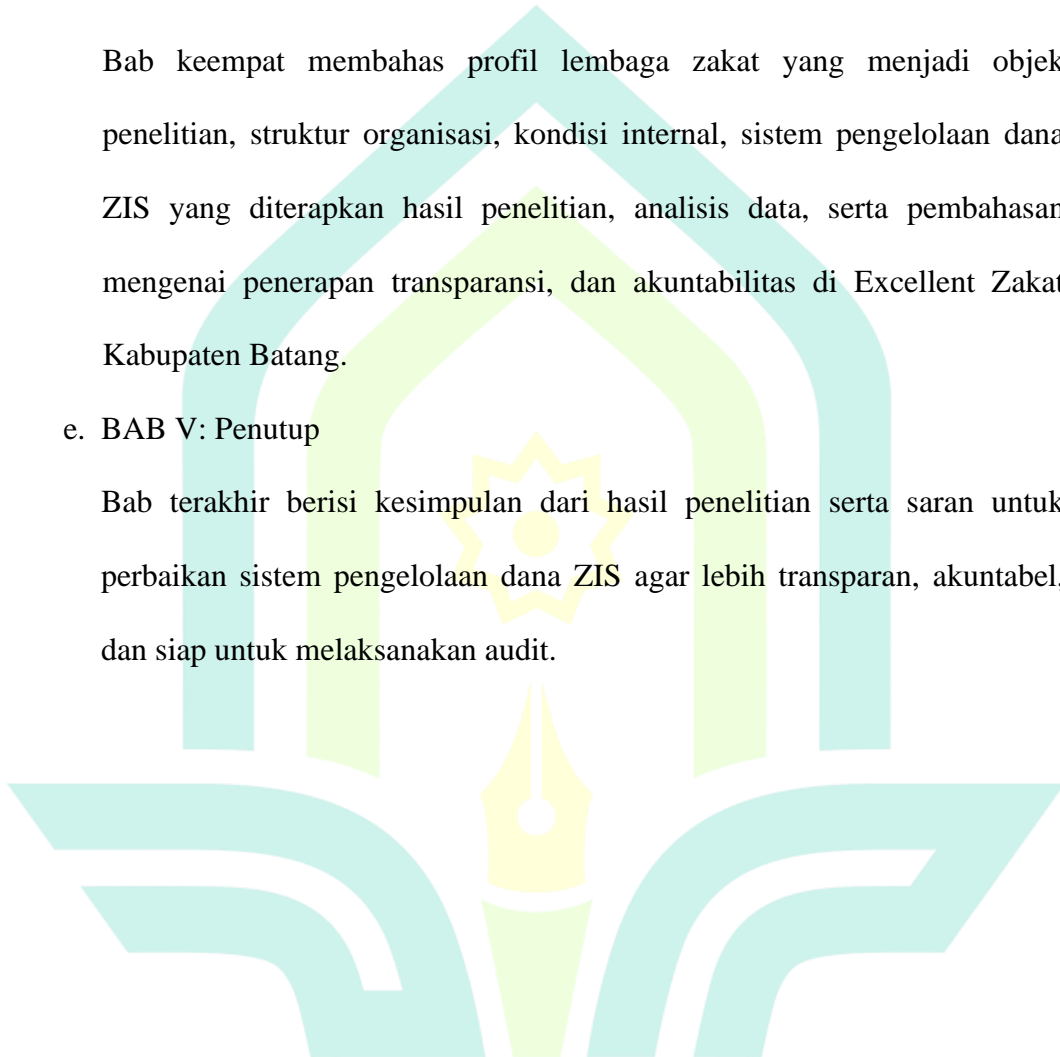 Bab keempat membahas profil lembaga zakat yang menjadi objek
penelitian, struktur organisasi, kondisi internal, sistem pengelolaan dana
ZIS yang diterapkan hasil penelitian, analisis data, serta pembahasan
mengenai penerapan transparansi, dan akuntabilitas di Excellent Zakat
Kabupaten Batang.
e. BAB V: Penutup
Bab terakhir berisi kesimpulan dari hasil penelitian serta saran untuk
perbaikan sistem pengelolaan dana ZIS agar lebih transparan, akuntabel,
dan siap untuk melaksanakan audit.